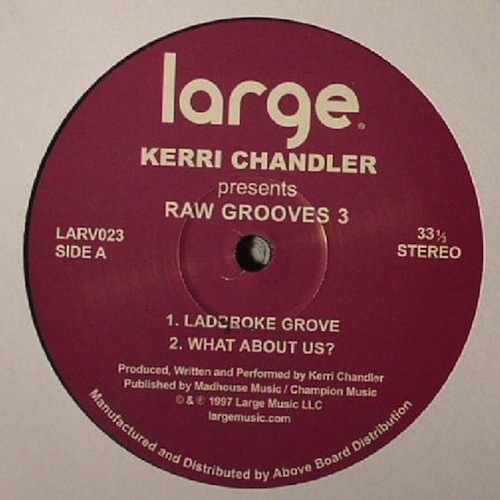 large®
KERRI CHANDLER
presents
RAW GROOVES 3
LARV023
SIDE A
33⅓
STEREO
1. LADBROKE GROVE
2. WHAT ABOUT US?
Produced, Written and Performed by Kerri Chandler
Published by Madhouse Music / Champion Music
© & ℗ 1997 Large Music LLC
largemusic.com
Manufactured and Distributed by Above Board Distribution